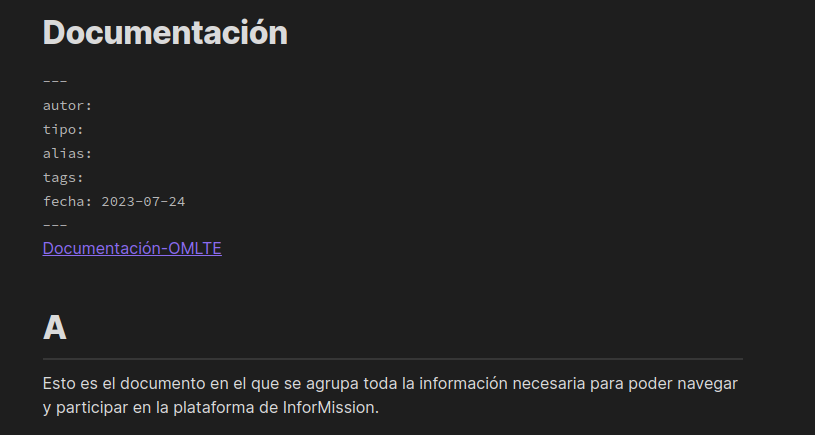 Documentación
---
autor:
tipo:
alias:
tags:
fecha: 2023-07-24
---
Documentación-OMLTE
A
Esto es el documento en el que se agrupa toda la información necesaria para poder navegar
y participar en la plataforma de InforMission.